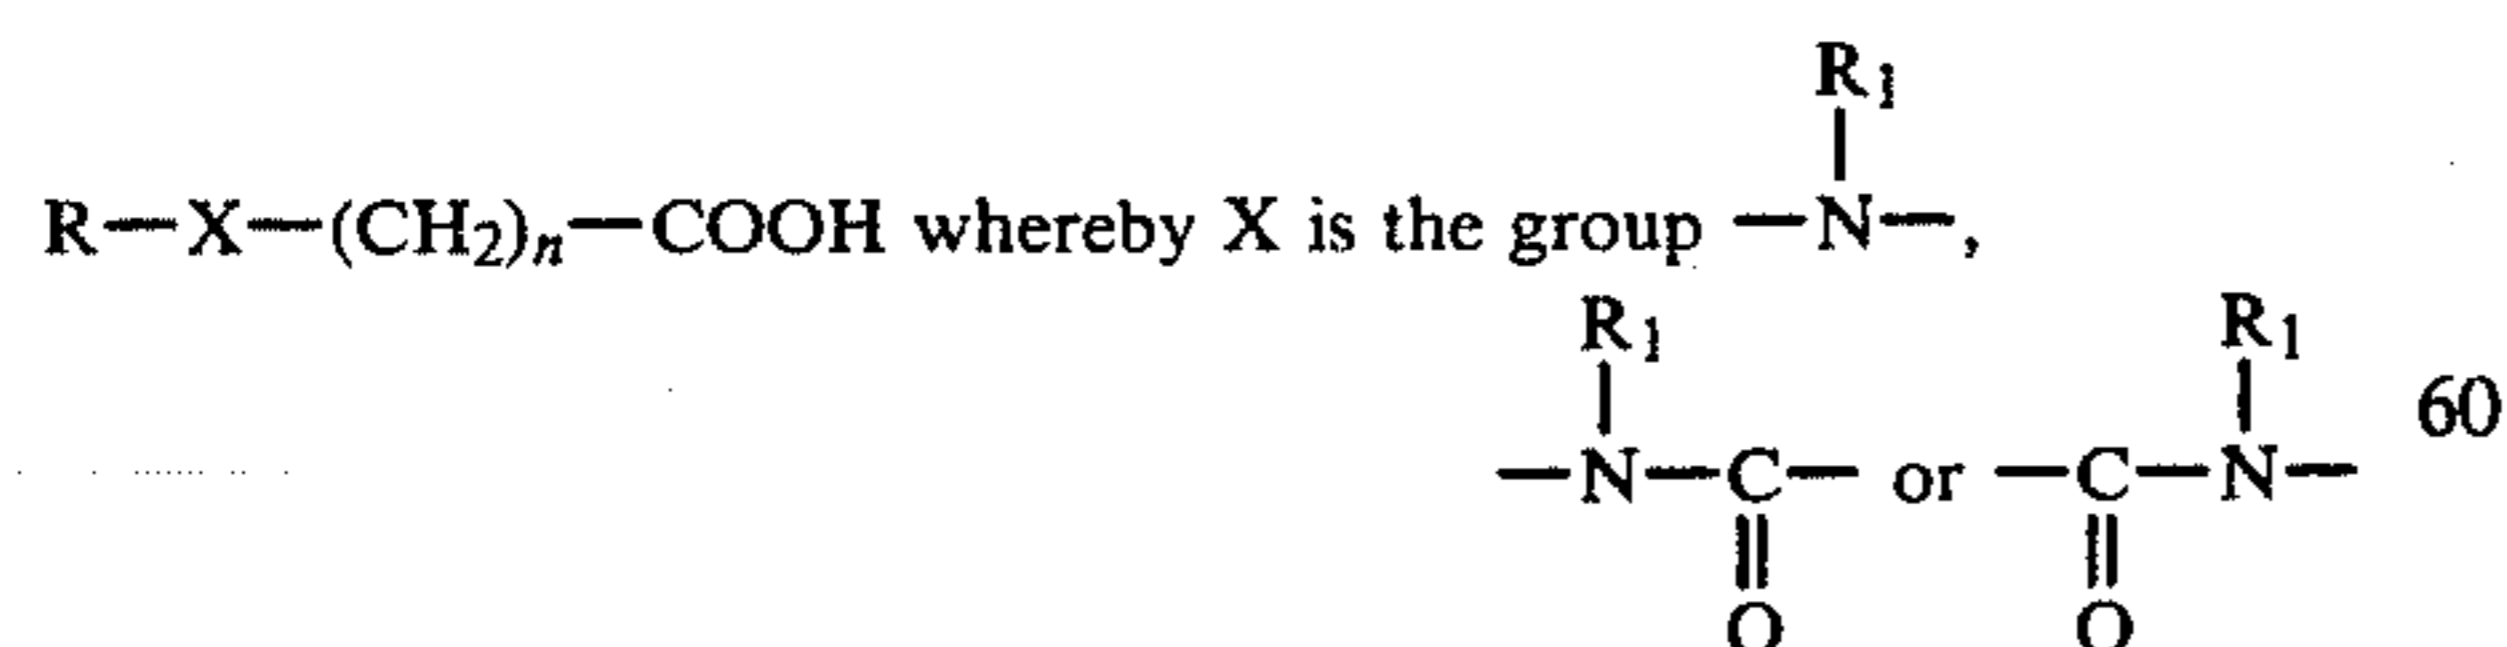 R₁
R—X—(CH₂)ₙ—COOH whereby X is the group —N—,
R₁ R₁
60
—N—C— or —C—N—
O O